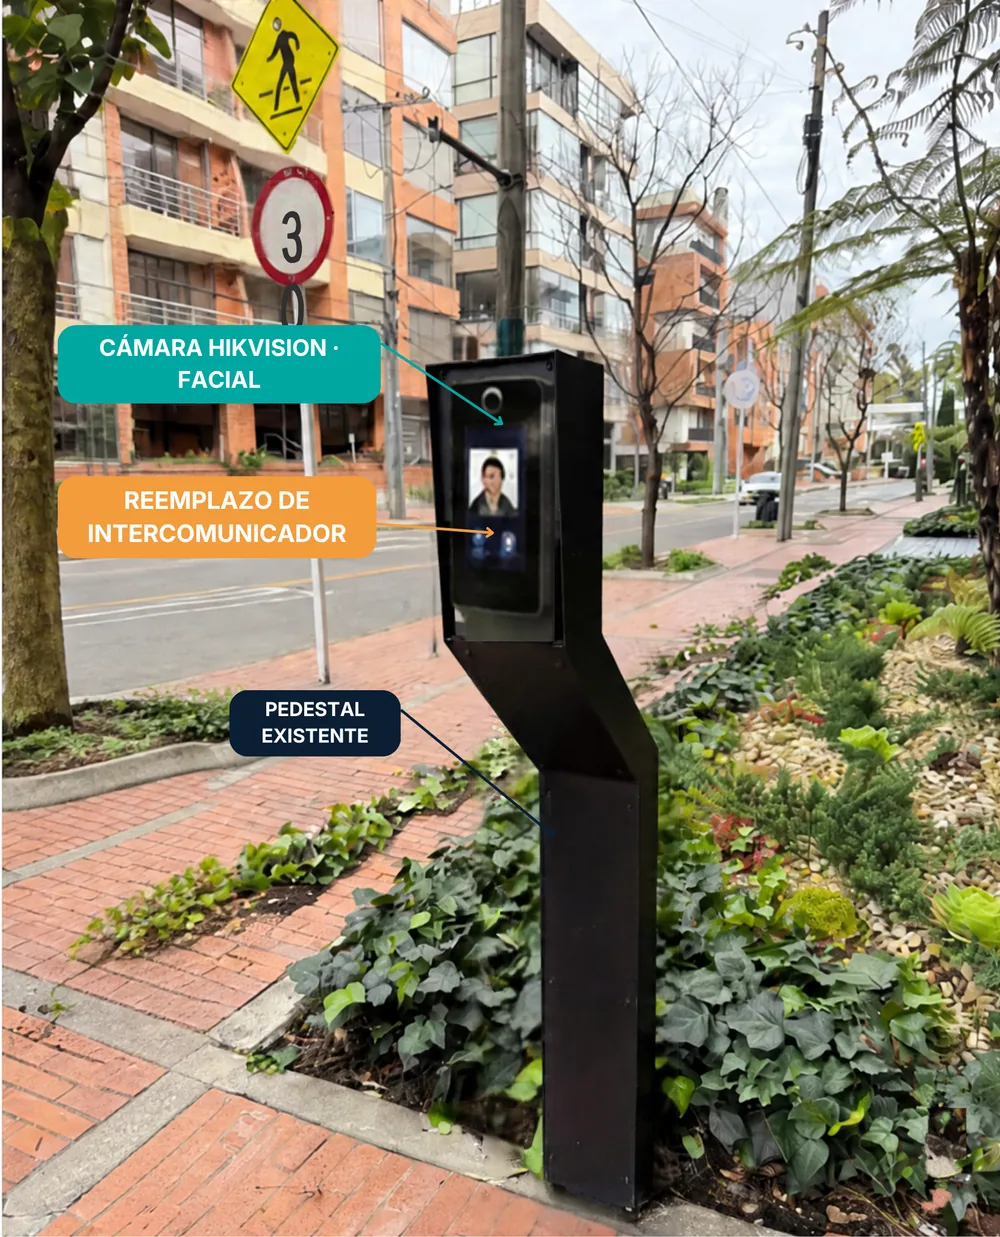 3
CÁMARA HIKVISION ·
FACIAL
REEMPLAZO DE
INTERCOMUNICADOR
PEDESTAL
EXISTENTE